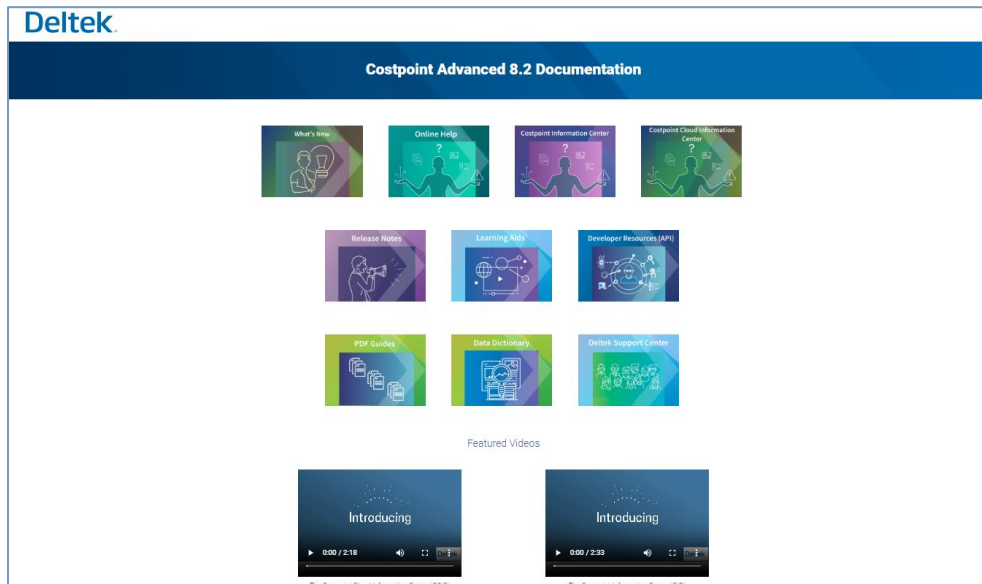 Deltek
Costpoint Advanced 8.2 Documentation
What's New
Online Help
Costpoint Information Center
Costpoint Cloud Information
Center
Release Notes
Learning Aids
Developer Resources (API)
PDF Guides
Data Dictionary
Deltek Support Center
Featured Videos
Introducing
0:00 / 2:18
Deltek
Introducing
0:00 / 2:33
Deltek